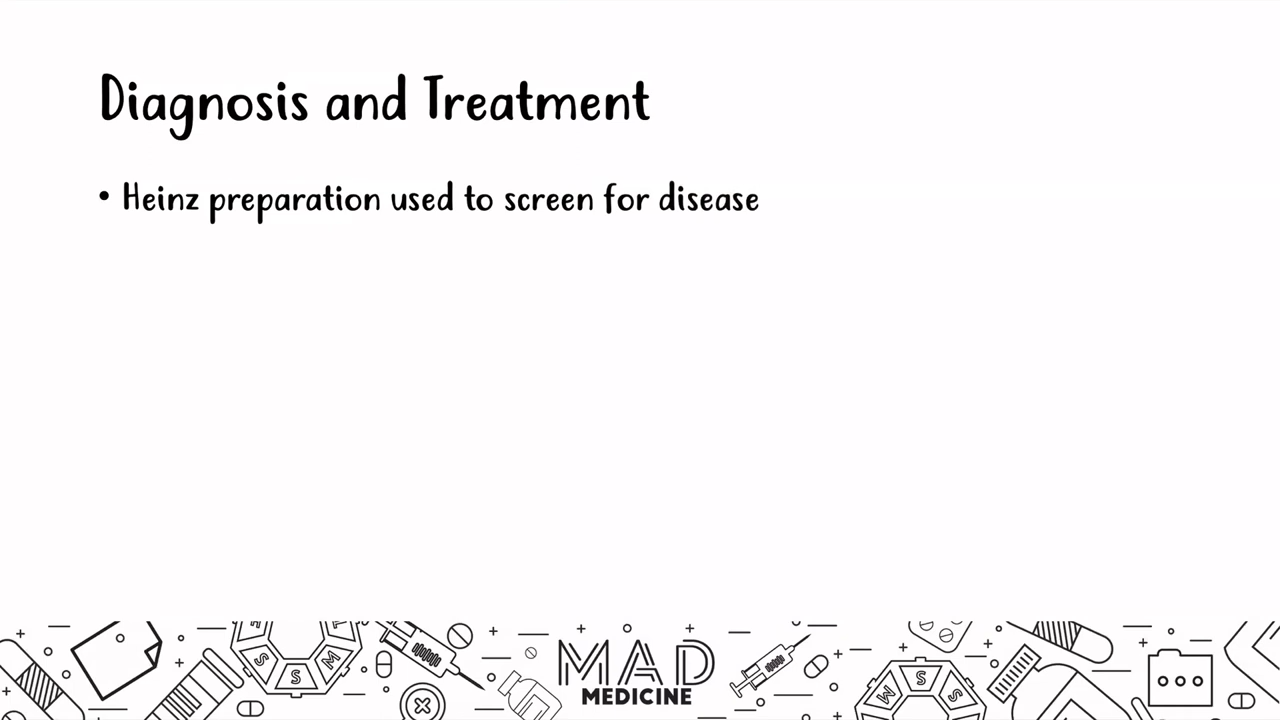 Diagnosis and Treatment
• Heinz preparation used to screen for disease
S
S
M
MAD
MEDICINE
M
S
S